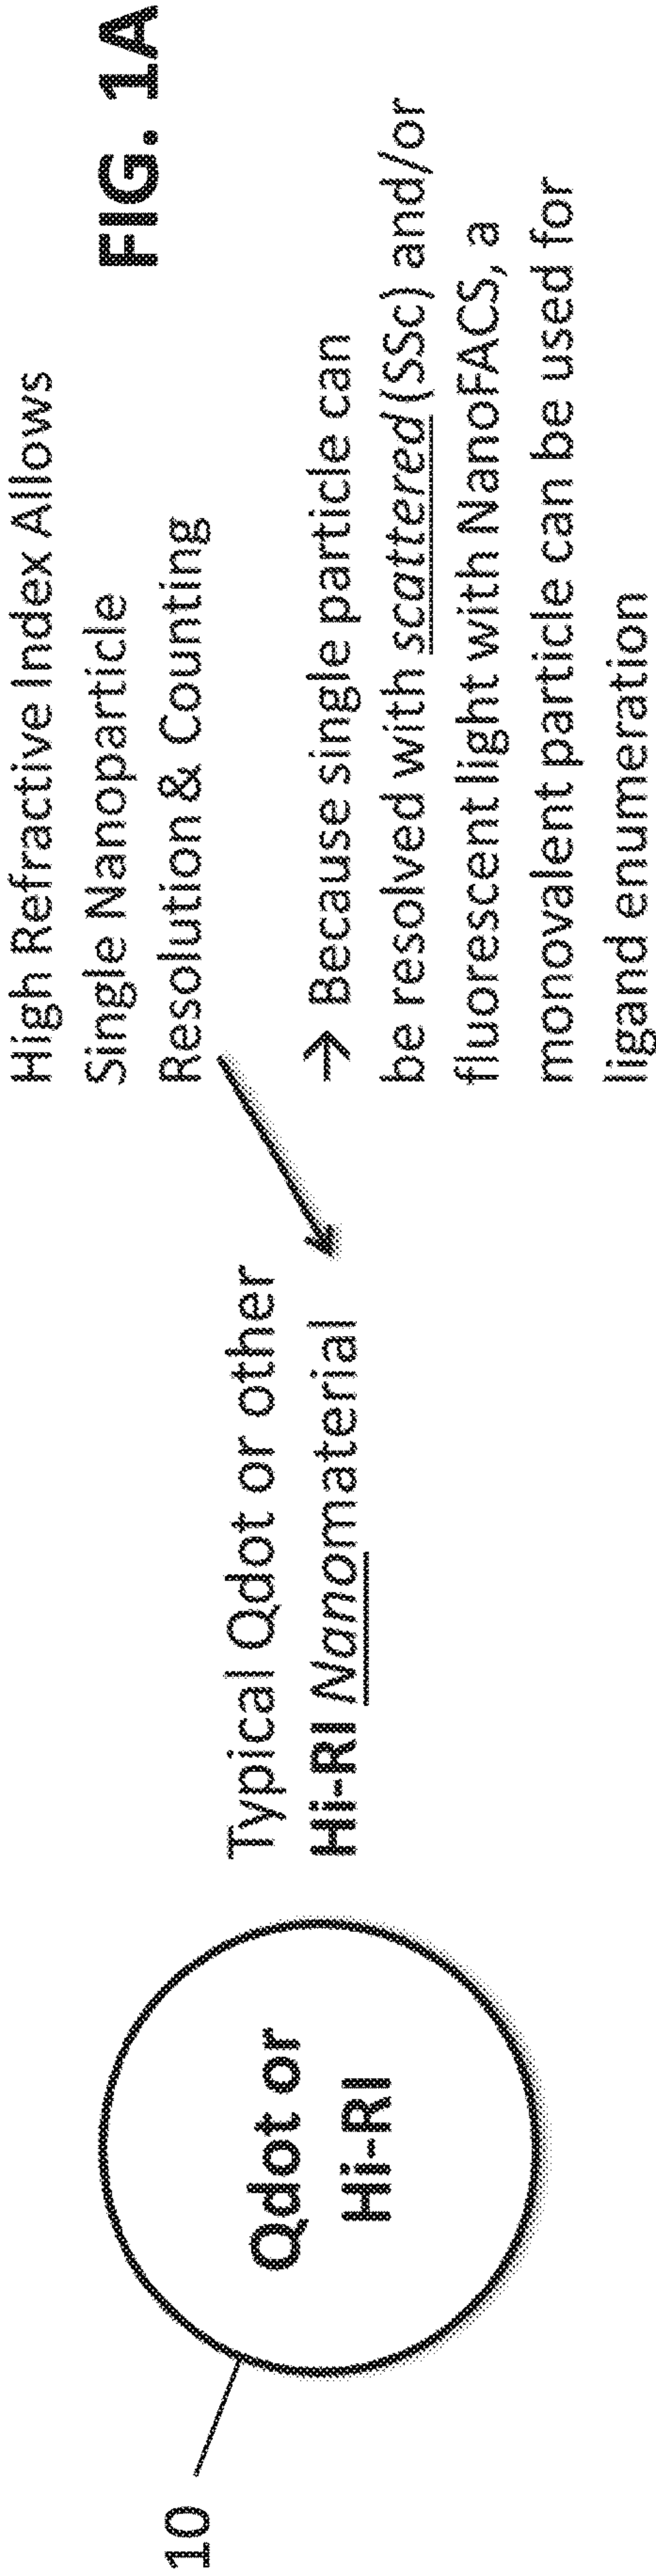 FIG. 1A
10
Qdot or
Hi-RI
Typical Qdot or other
Hi-RI Nanomaterial
High Refractive Index Allows
Single Nanoparticle
Resolution & Counting
→ Because single particle can
be resolved with scattered (SSc) and/or
fluorescent light with NanoFACS, a
monovalent particle can be used for
ligand enumeration